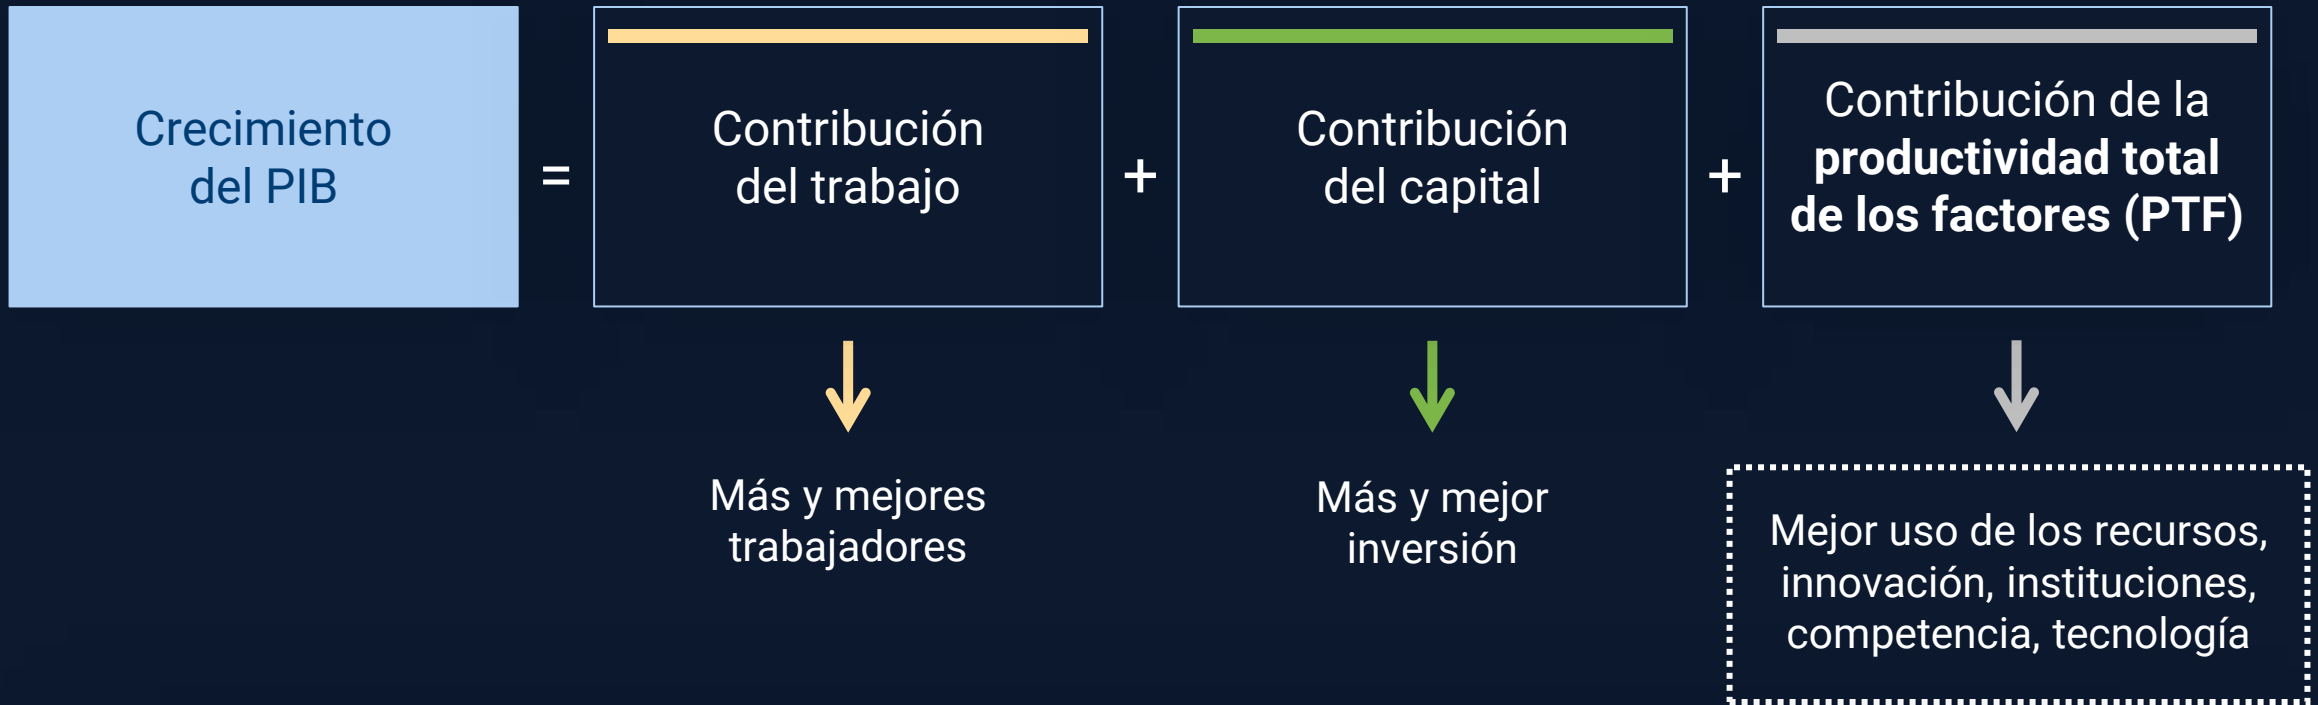 Crecimiento
del PIB
=
Contribución
del trabajo
+
Contribución
del capital
+
Contribución de la
productividad total
de los factores (PTF)
Más y mejores
trabajadores
Más y mejor
inversión
Mejor uso de los recursos,
innovación, instituciones,
competencia, tecnología